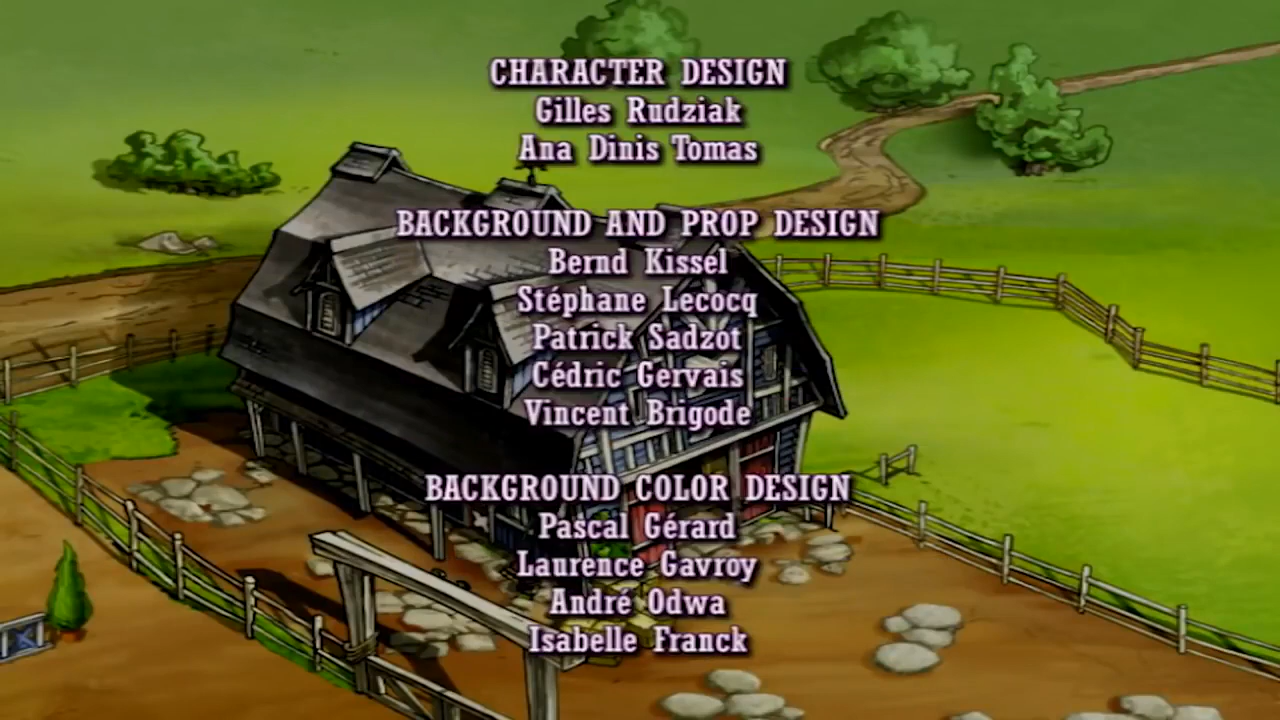 CHARACTER DESIGN
Gilles Rudziak
Ana Dinis Tomas
BACKGROUND AND PROP DESIGN
Bernd Kissel
Stéphane Lecocq
Patrick Sadzot
Cédric Gervais
Vincent Brigode
BACKGROUND COLOR DESIGN
Pascal Gérard
Laurence Gavroy
André Odwa
Isabelle Franck